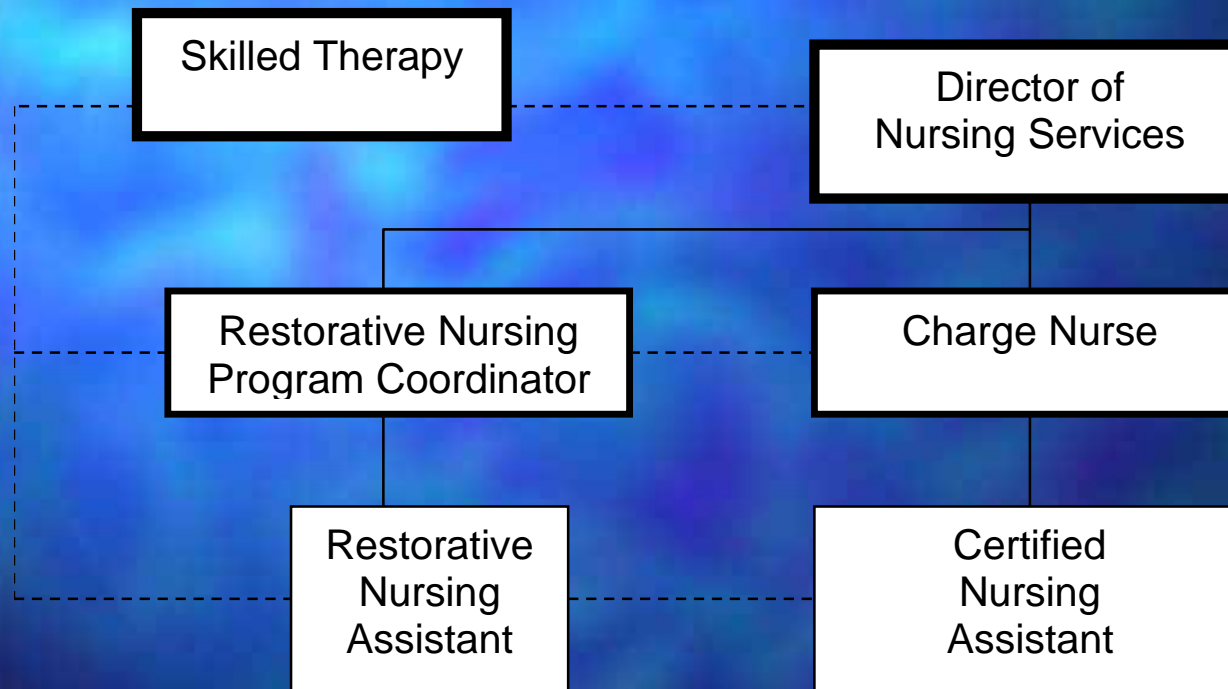 Skilled Therapy
Director of
Nursing Services
Restorative Nursing
Program Coordinator
Charge Nurse
Restorative
Nursing
Assistant
Certified
Nursing
Assistant